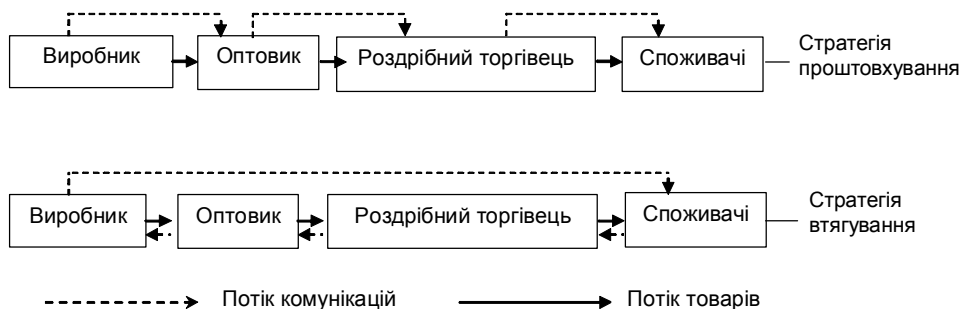 Виробник
Оптовик
Роздрібний торгівець
Споживачі
Стратегія
проштовхування
Виробник
Оптовик
Роздрібний торгівець
Споживачі
Стратегія
втягування
Потік комунікацій
Потік товарів